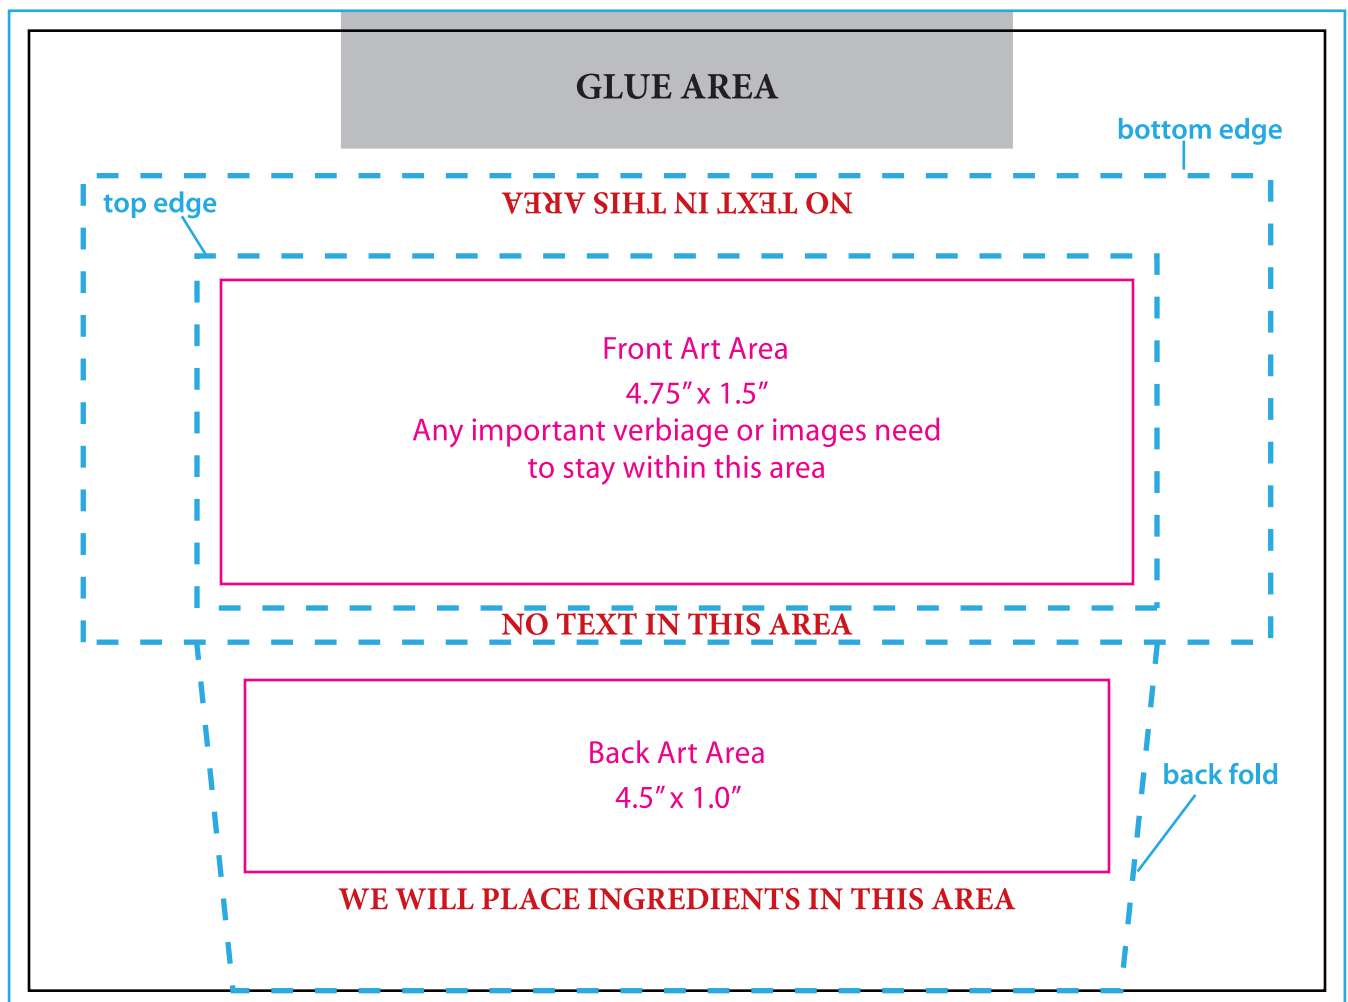 GLUE AREA
bottom edge
NO TEXT IN THIS AREA
top edge
Front Art Area
4.75” x 1.5”
Any important verbiage or images need
to stay within this area
NO TEXT IN THIS AREA
Back Art Area
4.5” x 1.0”
back fold
WE WILL PLACE INGREDIENTS IN THIS AREA